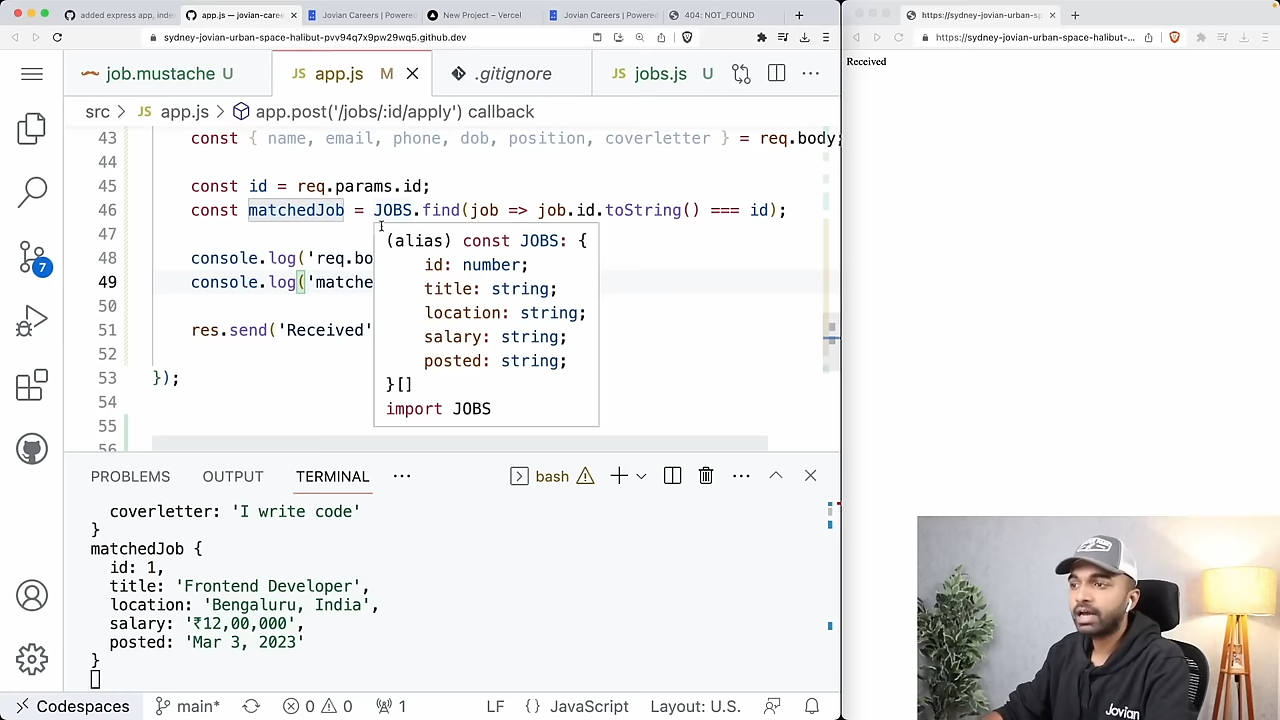 added express app, inde
app.js — jovian-caree
Jovian Careers | Powere
New Project – Vercel
Jovian Careers | Powered
404: NOT_FOUND
https://sydney-jovian-urban-s
sydney-jovian-urban-space-halibut-pvv94q7x9pw29wq5.github.dev
https://sydney-jovian-urban-space-halibut-...
Received
job.mustache U
JS app.js M
.gitignore
JS jobs.js U
src > JS app.js > app.post('/jobs/:id/apply') callback
43 const { name, email, phone, dob, position, coverletter } = req.body;
44
45 const id = req.params.id;
46 const matchedJob = JOBS.find(job => job.id.toString() === id);
47
48 console.log('req.bo
49 console.log('matche
50
51 res.send('Received'
52
53 });
54
55
56
(alias) const JOBS: {
id: number;
title: string;
location: string;
salary: string;
posted: string;
}[]
import JOBS
7
PROBLEMS OUTPUT TERMINAL ···
bash
coverletter: 'I write code'
}
matchedJob {
id: 1,
title: 'Frontend Developer',
location: 'Bengaluru, India',
salary: '₹12,00,000',
posted: 'Mar 3, 2023'
}
Codespaces main* 0 0 1 LF {} JavaScript Layout: U.S.
Jovian